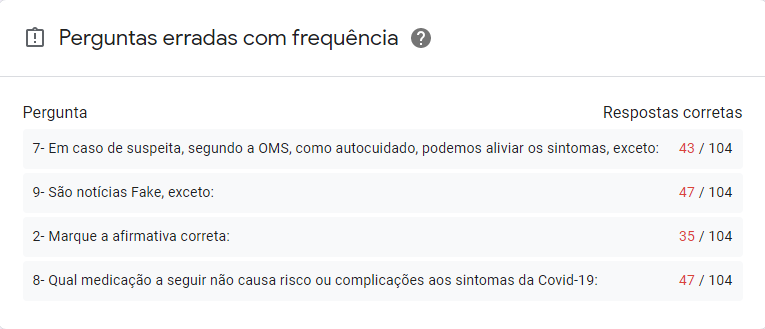 Perguntas erradas com frequência
Pergunta Respostas corretas
7- Em caso de suspeita, segundo a OMS, como autocuidado, podemos aliviar os sintomas, exceto: 43 / 104
9- São notícias Fake, exceto: 47 / 104
2- Marque a afirmativa correta: 35 / 104
8- Qual medicação a seguir não causa risco ou complicações aos sintomas da Covid-19: 47 / 104